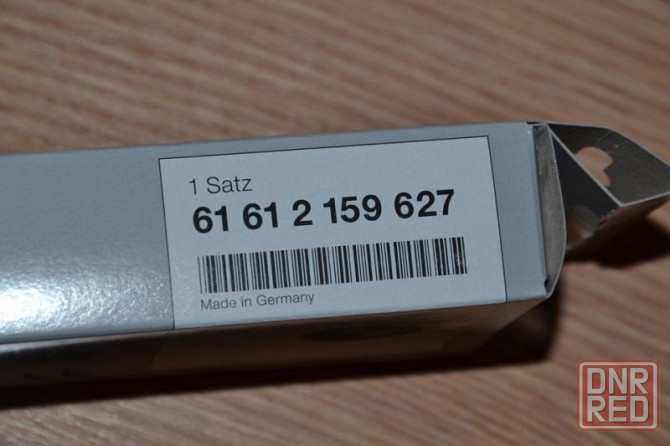 1 Satz
61 61 2 159 627
Made in Germany
DNR
RED